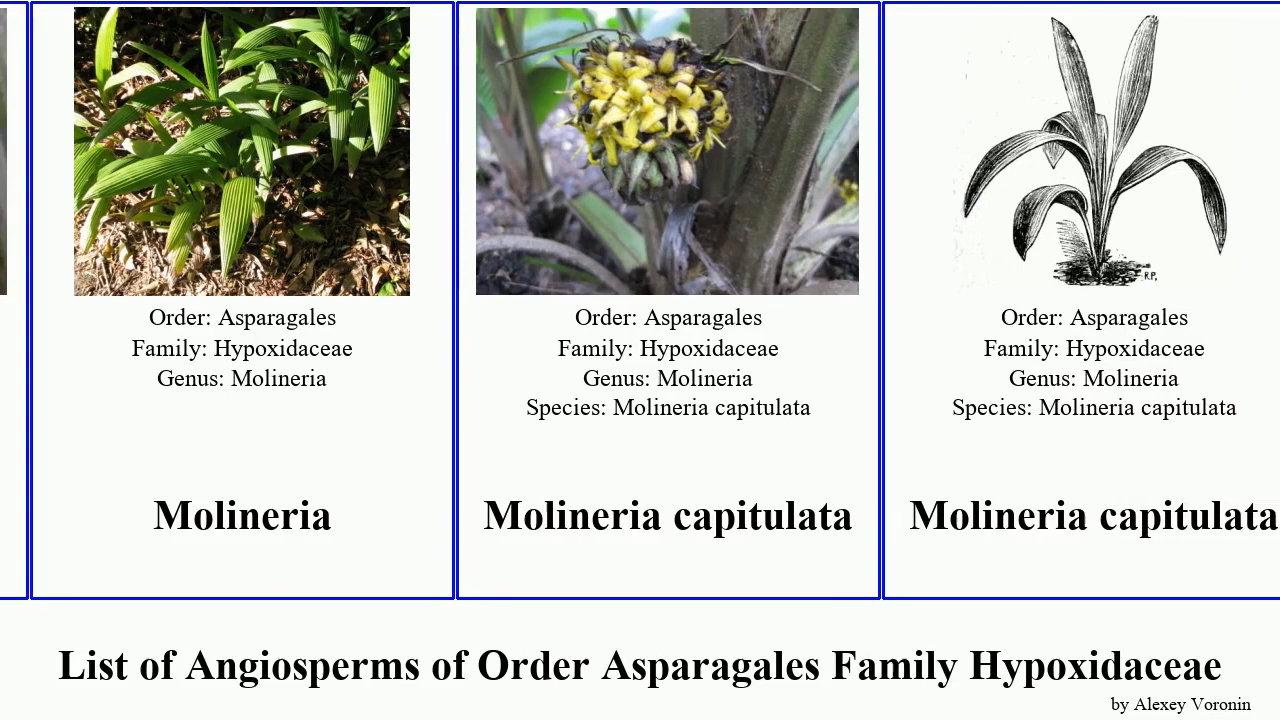 R.P.
Order: Asparagales
Family: Hypoxidaceae
Genus: Molineria
Molineria
Order: Asparagales
Family: Hypoxidaceae
Genus: Molineria
Species: Molineria capitulata
Molineria capitulata
Order: Asparagales
Family: Hypoxidaceae
Genus: Molineria
Species: Molineria capitulata
Molineria capitulata
List of Angiosperms of Order Asparagales Family Hypoxidaceae
by Alexey Voronin